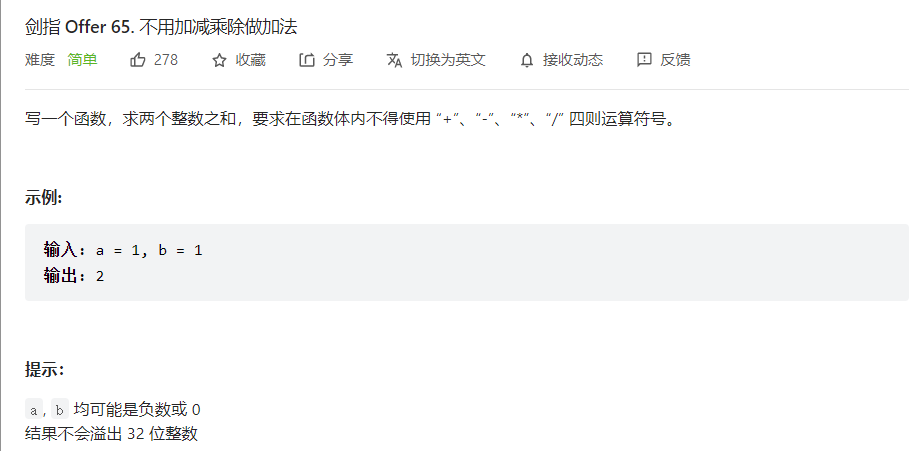 剑指 Offer 65. 不用加减乘除做加法
难度 简单 278 收藏 分享 切换为英文 接收动态 反馈
写一个函数，求两个整数之和，要求在函数体内不得使用 “+”、“-”、“*”、“/” 四则运算符号。
示例:
输入: a = 1, b = 1
输出: 2
提示：
a, b 均可能是负数或 0
结果不会溢出 32 位整数